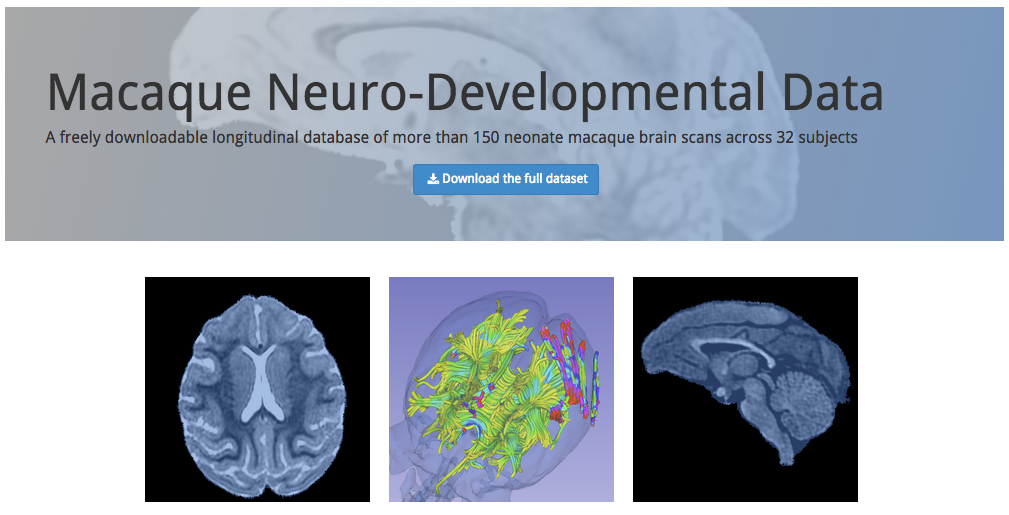 Macaque Neuro-Developmental Data
A freely downloadable longitudinal database of more than 150 neonate macaque brain scans across 32 subjects
Download the full dataset